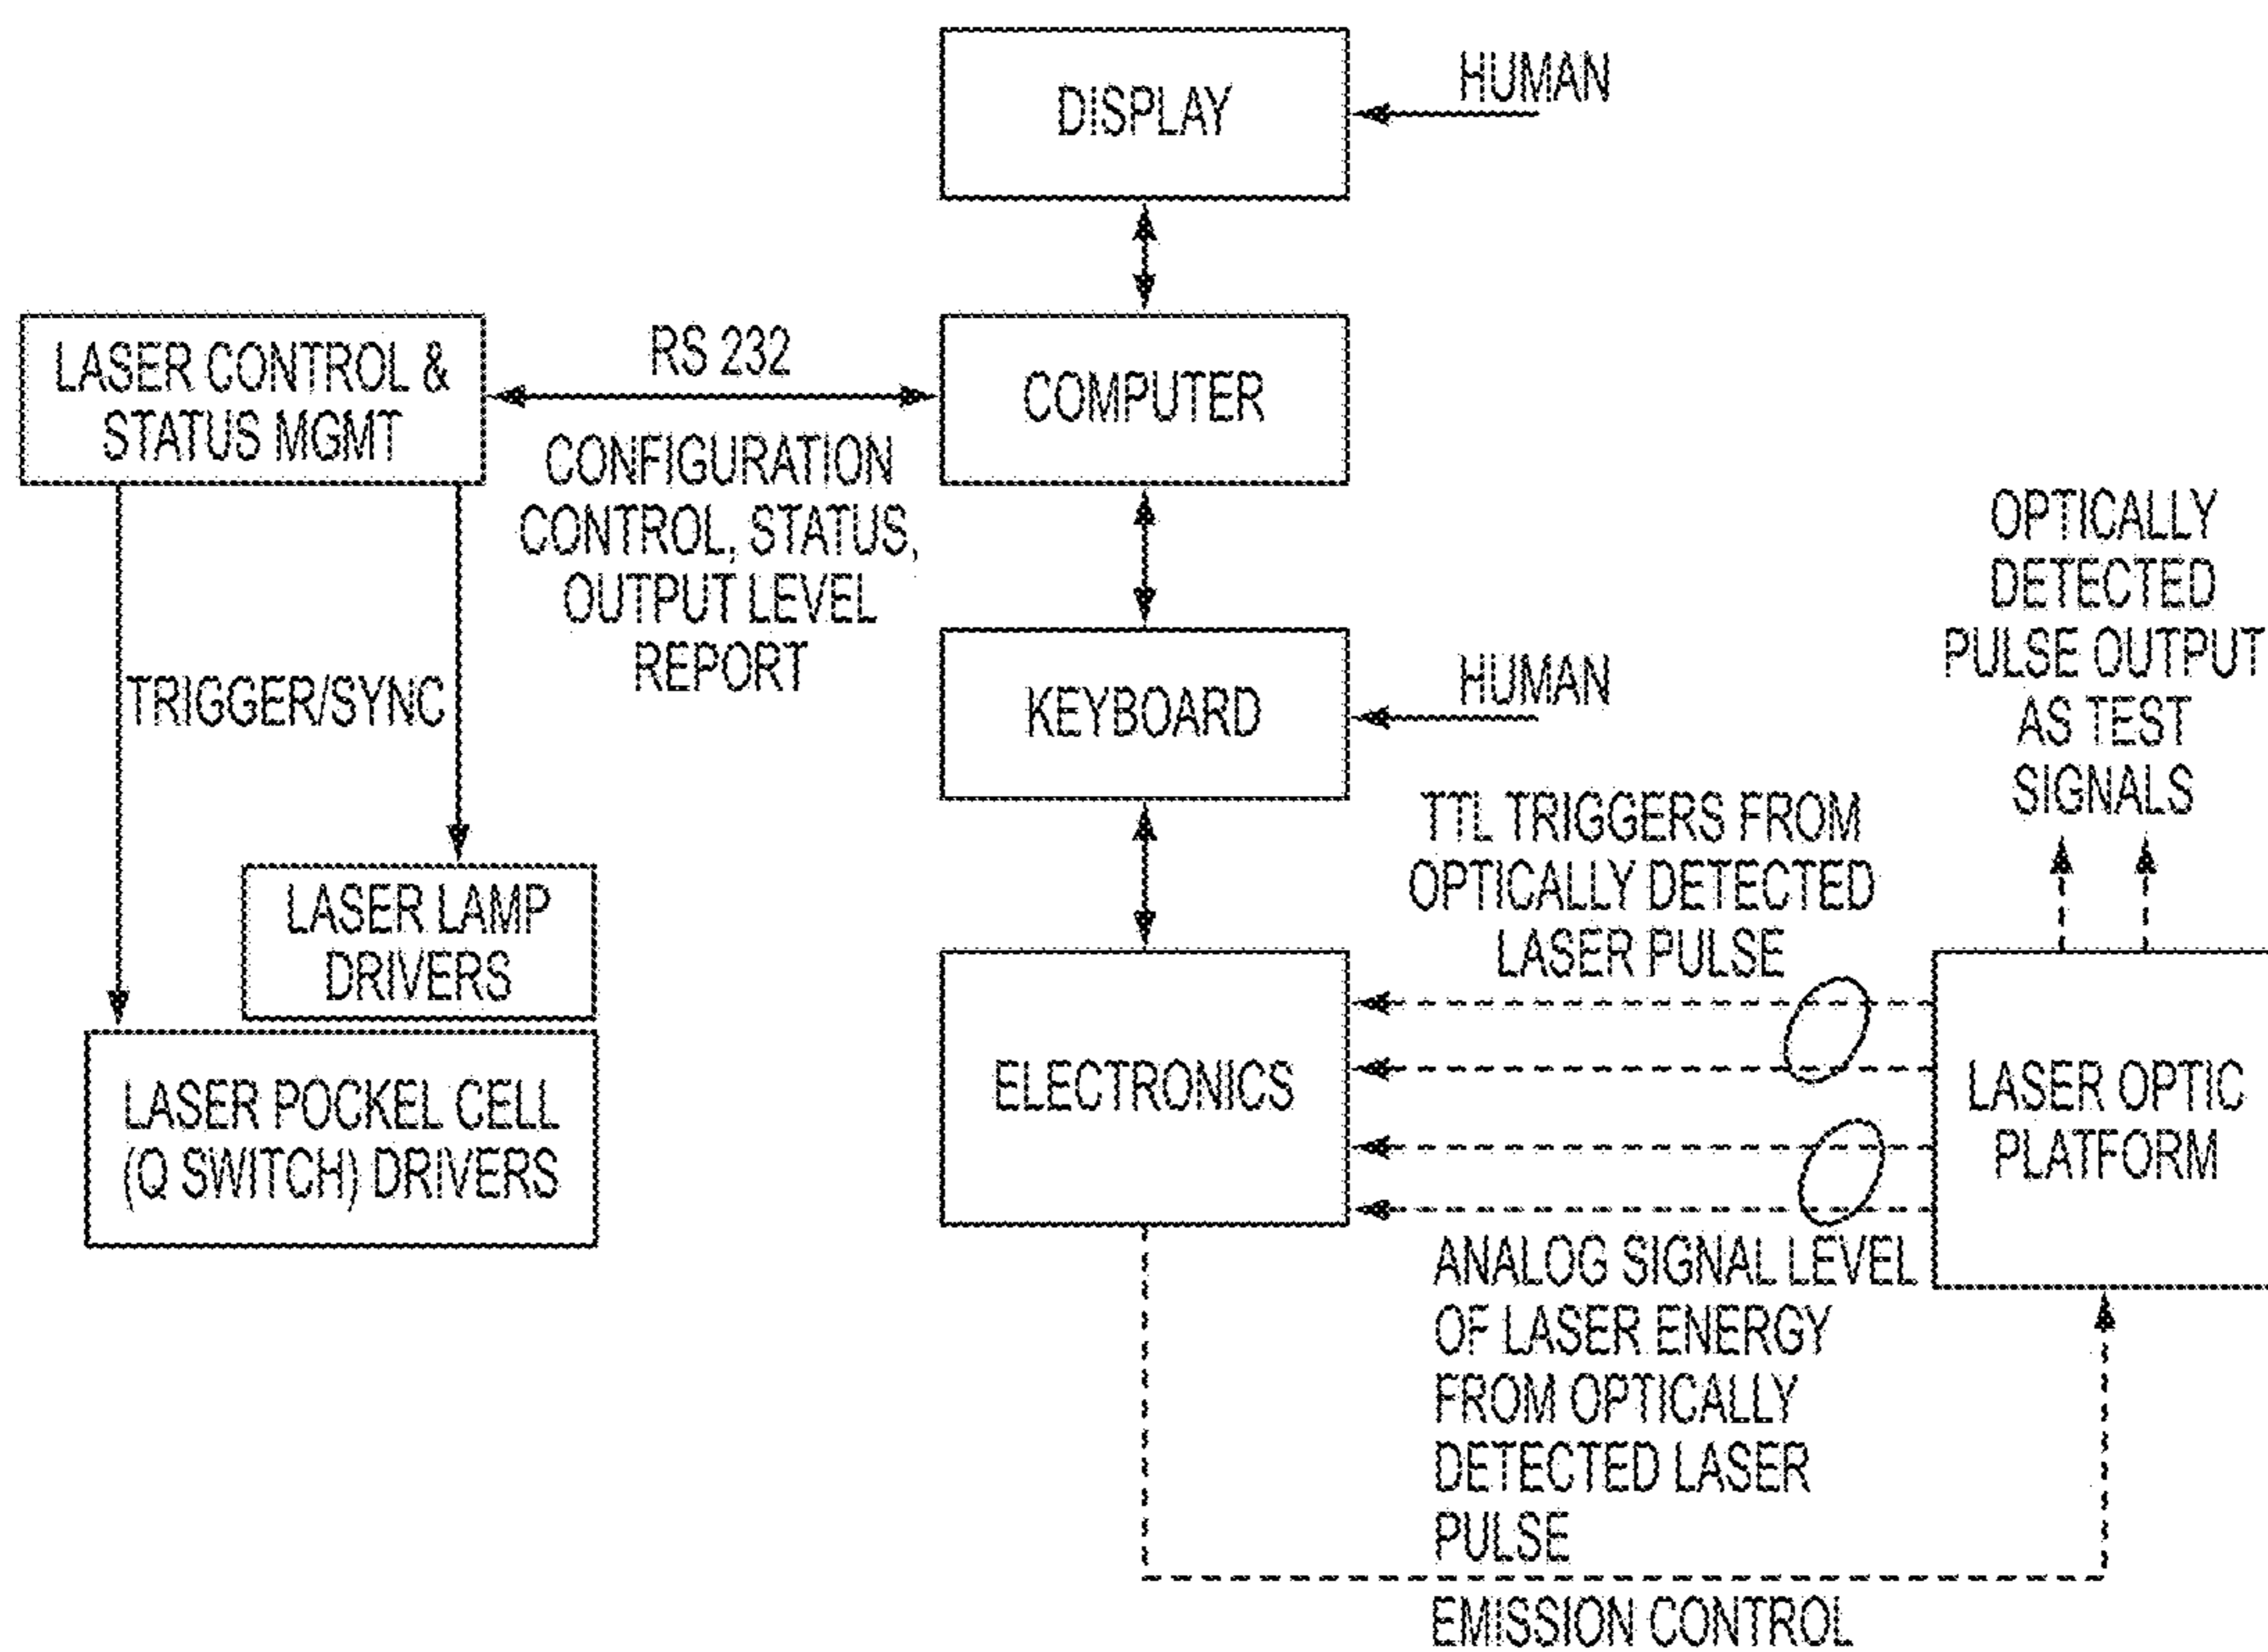 DISPLAY
HUMAN
LASER CONTROL &
STATUS MGMT
RS 232
CONFIGURATION
CONTROL, STATUS,
OUTPUT LEVEL
REPORT
COMPUTER
TRIGGER/SYNC
KEYBOARD
HUMAN
OPTICALLY
DETECTED
PULSE OUTPUT
AS TEST
SIGNALS
LASER LAMP
DRIVERS
LASER POCKEL CELL
(Q SWITCH) DRIVERS
TTL TRIGGERS FROM
OPTICALLY DETECTED
LASER PULSE
ELECTRONICS
LASER OPTIC
PLATFORM
ANALOG SIGNAL LEVEL
OF LASER ENERGY
FROM OPTICALLY
DETECTED LASER
PULSE
EMISSION CONTROL